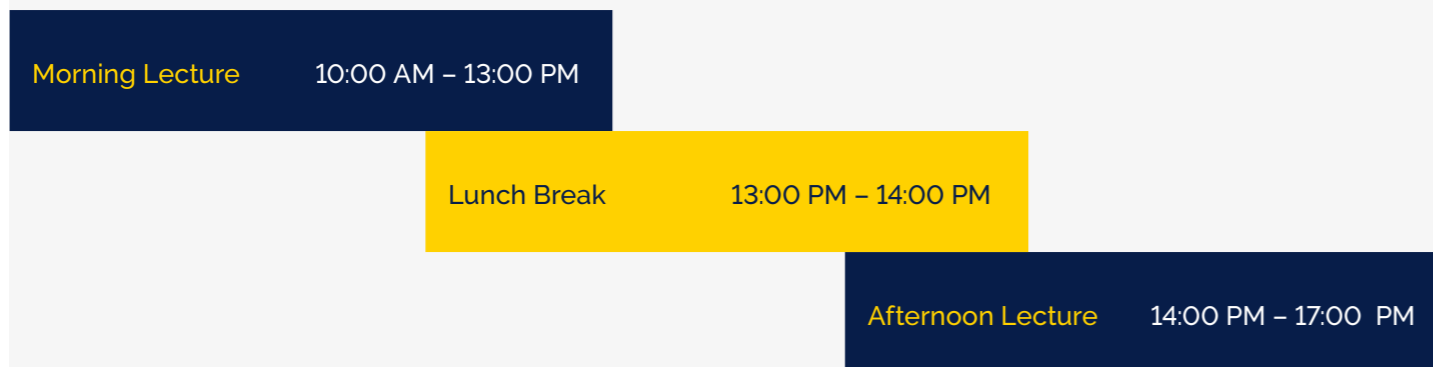 Morning Lecture 10:00 AM – 13:00 PM
Lunch Break 13:00 PM – 14:00 PM
Afternoon Lecture 14:00 PM – 17:00 PM